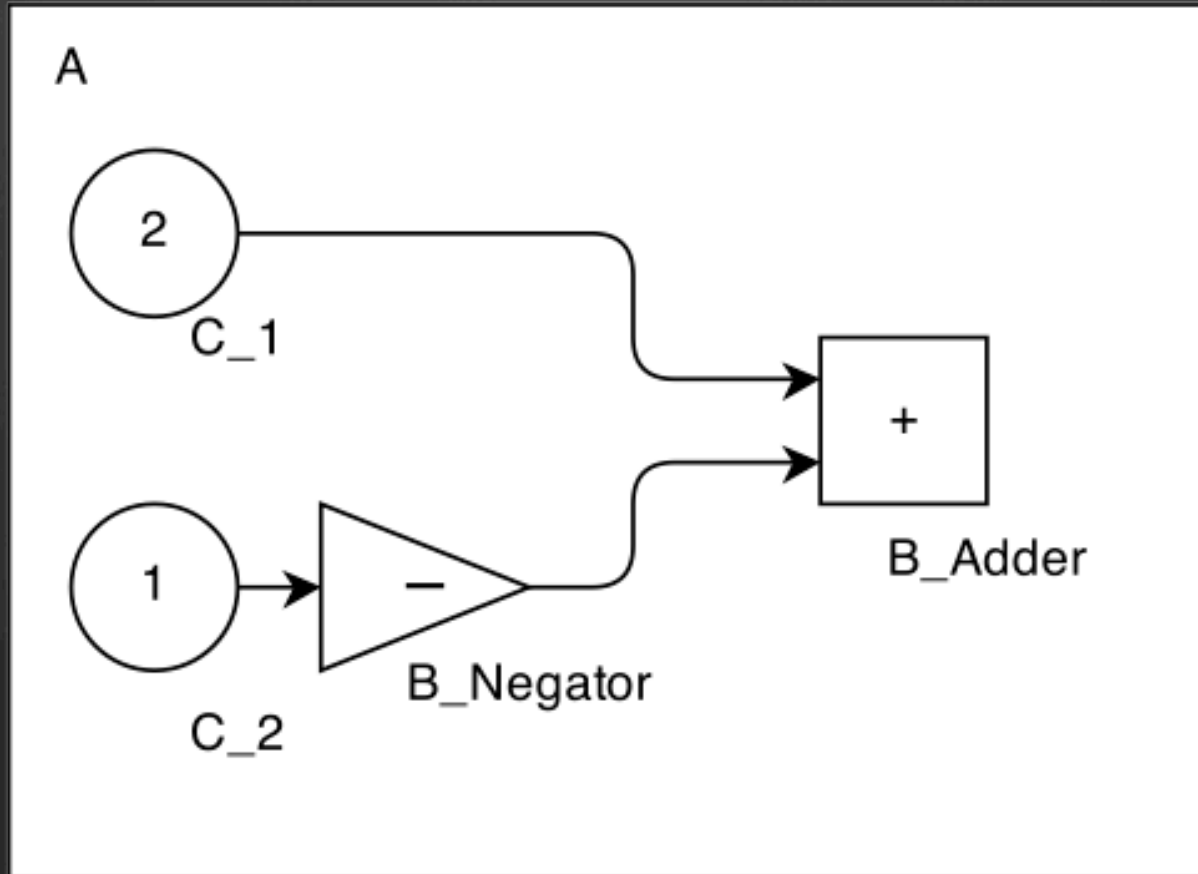 A
2
C_1
+
B_Adder
1
−
B_Negator
C_2